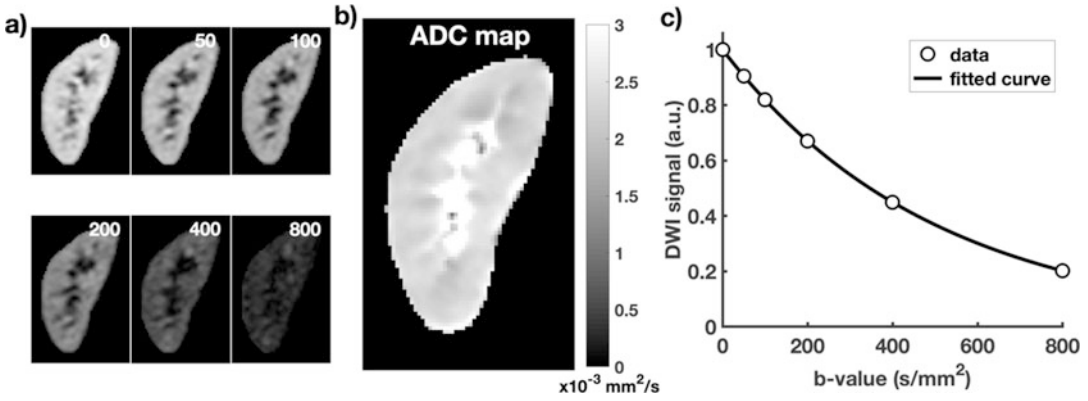 a)
0
50
100
200
400
800
b)
ADC map
3
2.5
2
1.5
1
0.5
0
x10⁻³ mm²/s
c)
data
fitted curve
DWI signal (a.u.)
1
0.8
0.6
0.4
0.2
0
0
200
400
600
800
b-value (s/mm²)